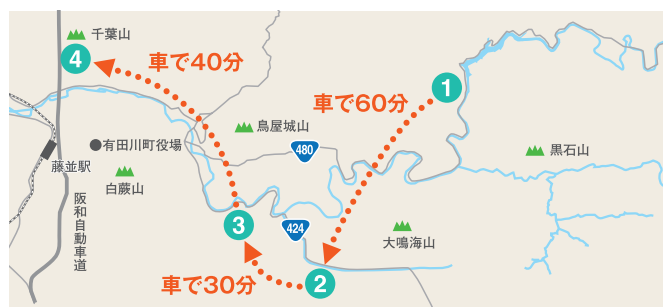 千葉山
4
車で40分
1
車で60分
鳥屋城山
480
黒石山
有田川町役場
藤並駅
白蕨山
阪和自動車道
3
424
大鳴海山
車で30分
2